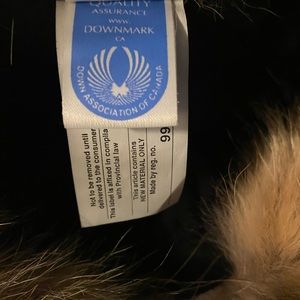 QUALITY
ASSURANCE
www.
DOWNMARK
.CA
DOWN ASSOCIATION OF CANADA
Not to be removed until
delivered to the consumer
This label is affixed in complia
with Provincial law
This article contains
NEW MATERIAL ONLY
Made by reg. no.